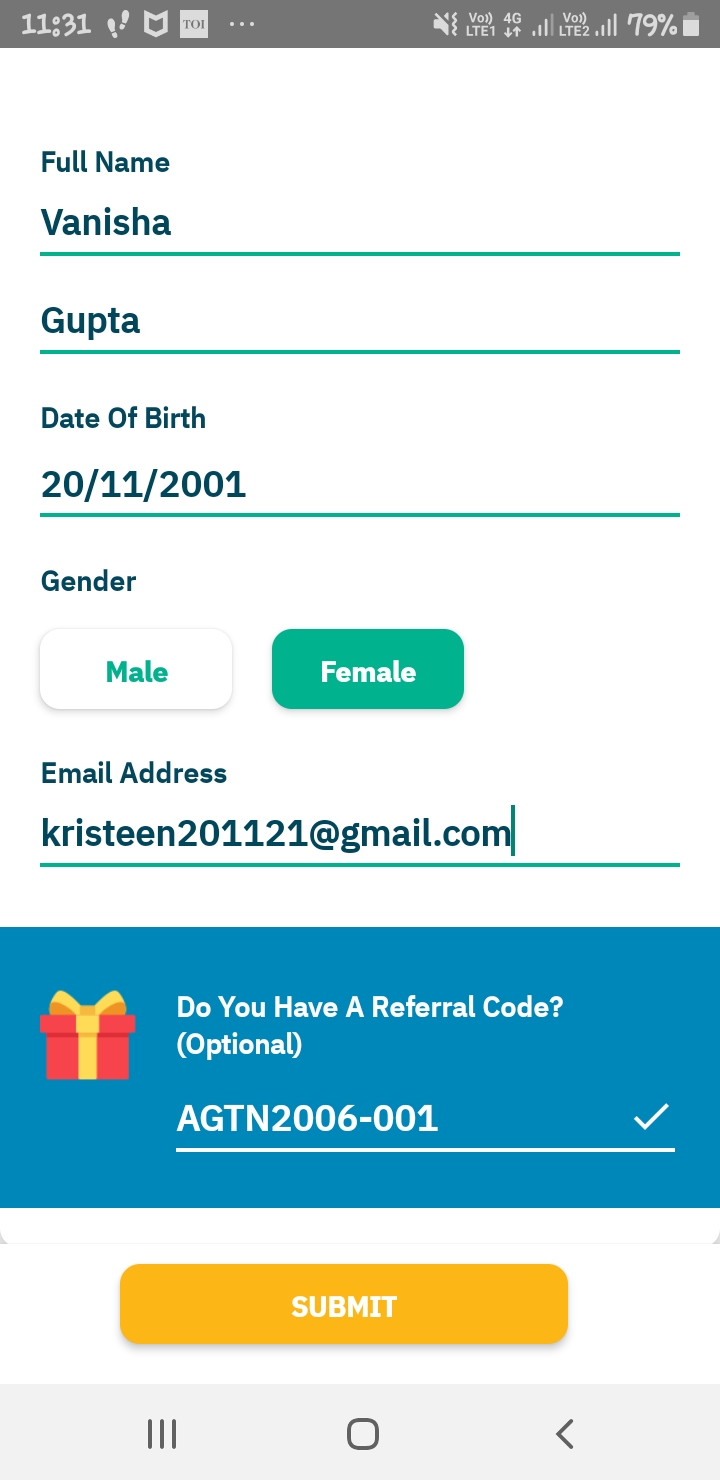 11:31 TOI ... Vo)) LTE1 4G Vo)) LTE2 79%
Full Name
Vanisha
Gupta
Date Of Birth
20/11/2001
Gender
Male Female
Email Address
kristeen201121@gmail.com
Do You Have A Referral Code?
(Optional)
AGTN2006-001
SUBMIT